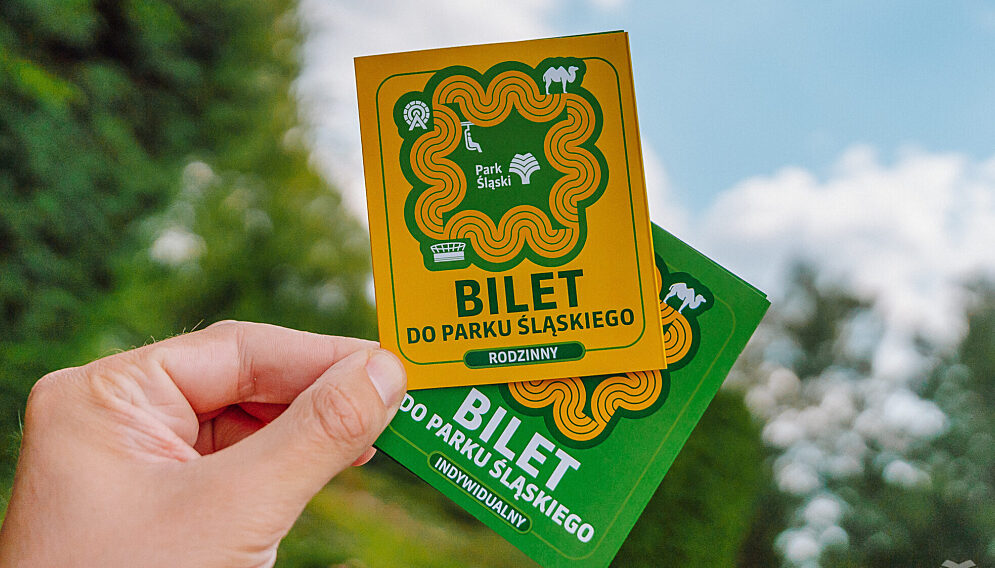 Park
Śląski
BILET
DO PARKU ŚLĄSKIEGO
RODZINNY
BILET
DO PARKU ŚLĄSKIEGO
INDYWIDUALNY